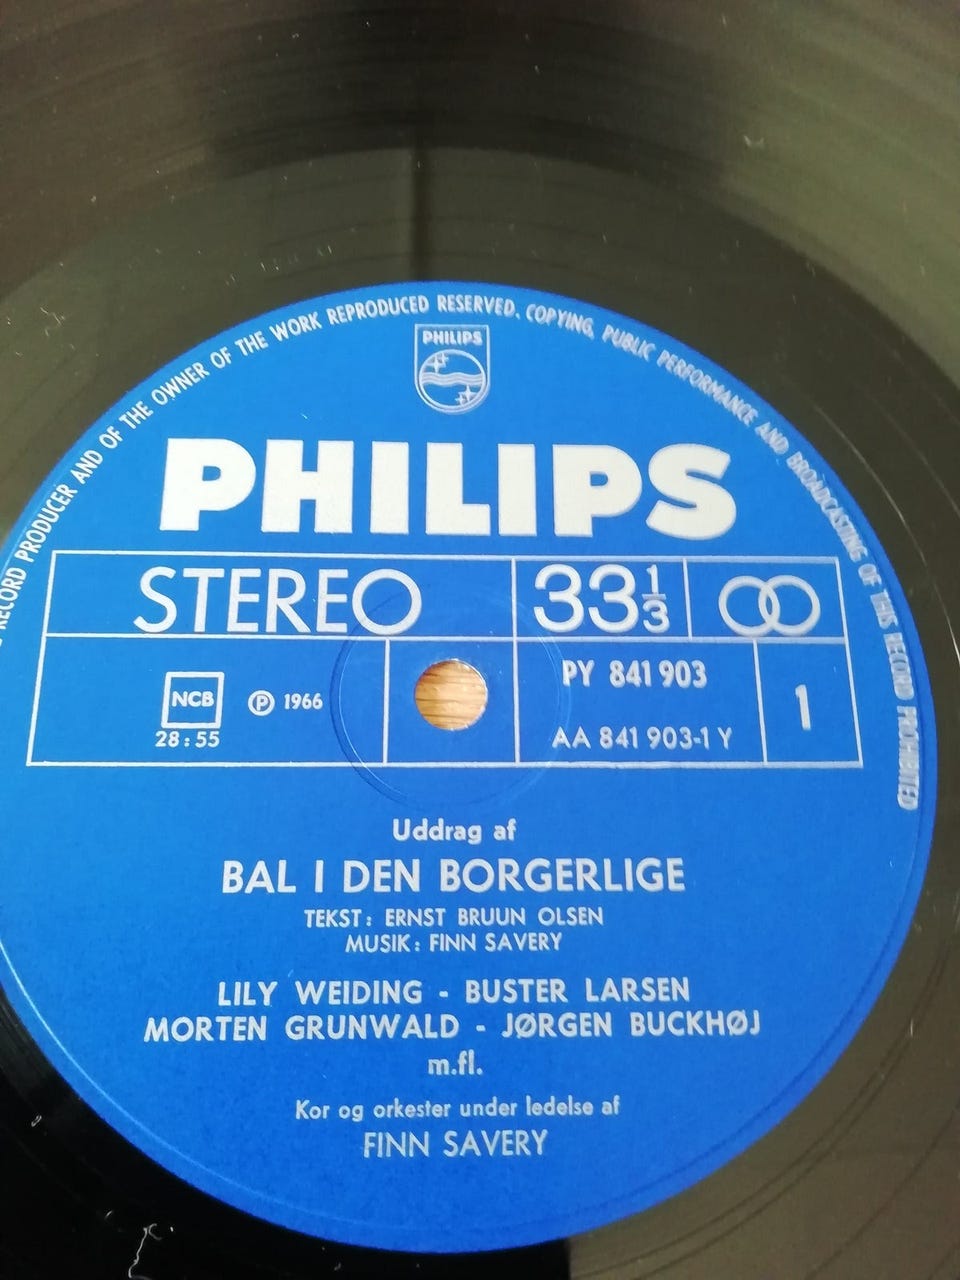 RECORD PRODUCER AND OF THE OWNER OF THE WORK REPRODUCED RESERVED. COPYING, PUBLIC PERFORMANCE AND BROADCASTING OF THIS RECORD PROHIBITED
PHILIPS
PHILIPS
STEREO 33 1/3
NCB ℗ 1966 PY 841 903 1
28:55 AA 841 903-1 Y
Uddrag af
BAL I DEN BORGERLIGE
TEKST: ERNST BRUUN OLSEN
MUSIK: FINN SAVERY
LILY WEIDING - BUSTER LARSEN
MORTEN GRUNWALD - JØRGEN BUCKHØJ
m.fl.
Kor og orkester under ledelse af
FINN SAVERY